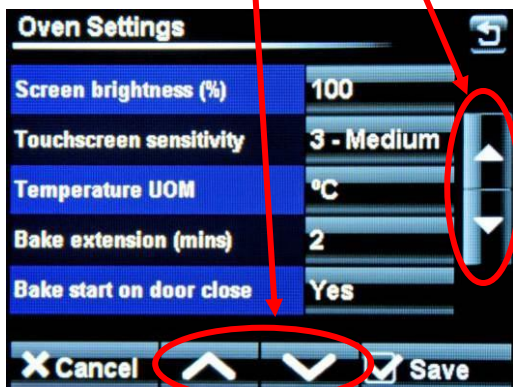 Oven Settings
Screen brightness (%) 100
Touchscreen sensitivity 3 - Medium
Temperature UOM ºC
Bake extension (mins) 2
Bake start on door close Yes
Cancel Save